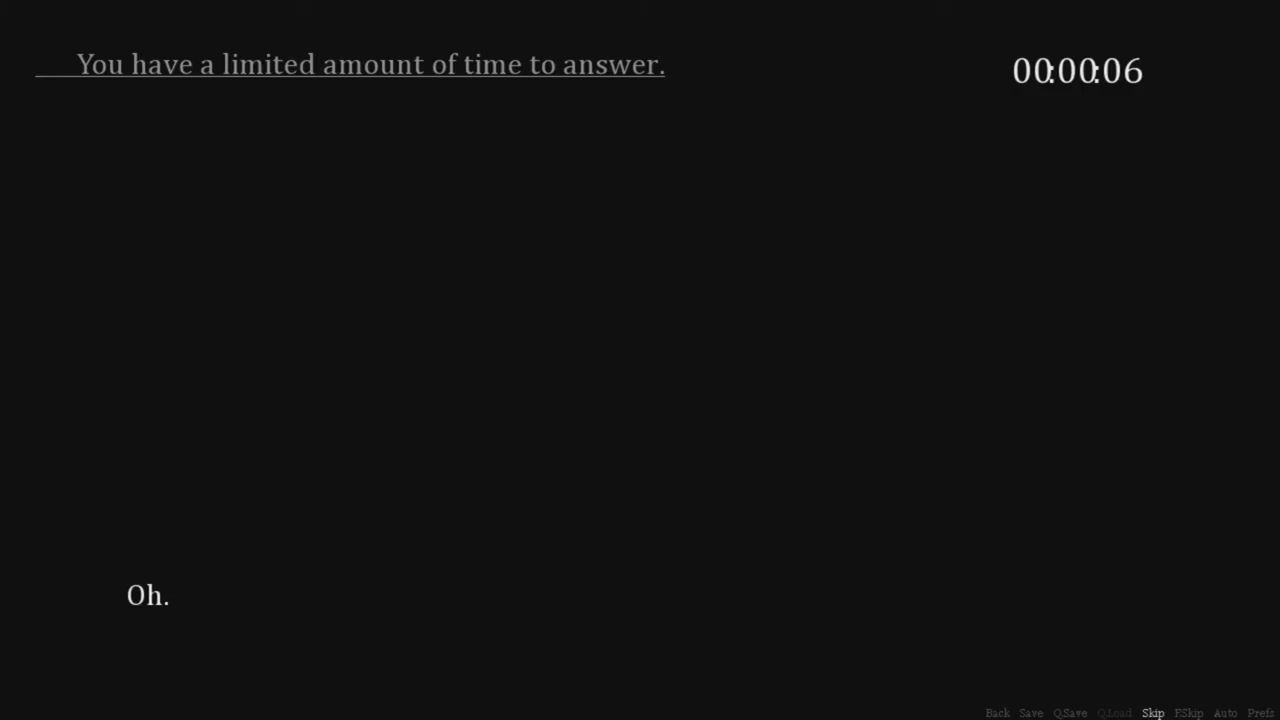 You have a limited amount of time to answer.
00:00:06
Oh.
Back Save Q.Save Q.Load Skip F.Skip Auto Prefs